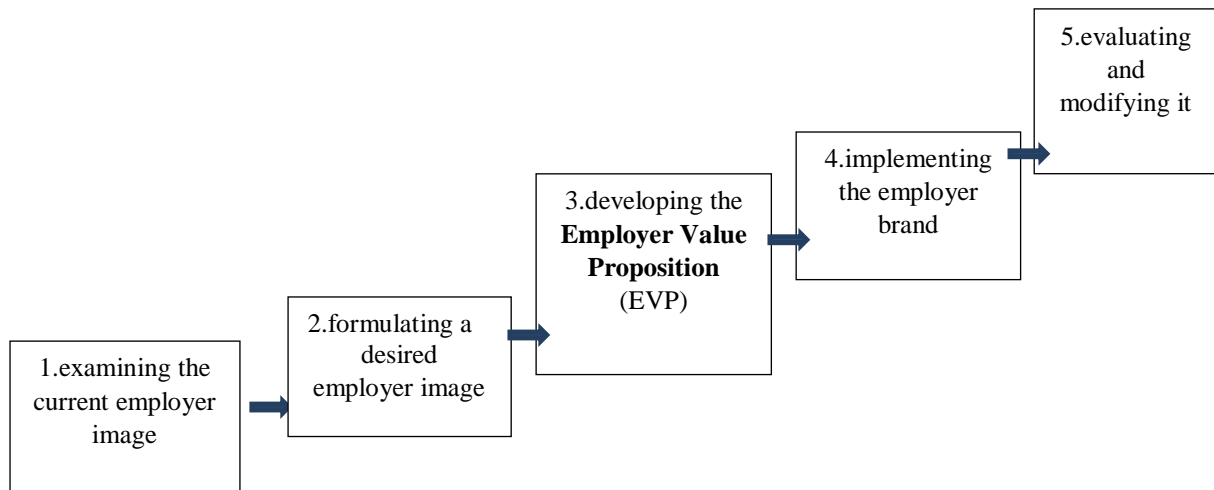 1.examining the
current employer
image
2.formulating a
desired
employer image
3.developing the
Employer Value
Proposition
(EVP)
4.implementing
the employer
brand
5.evaluating
and
modifying it